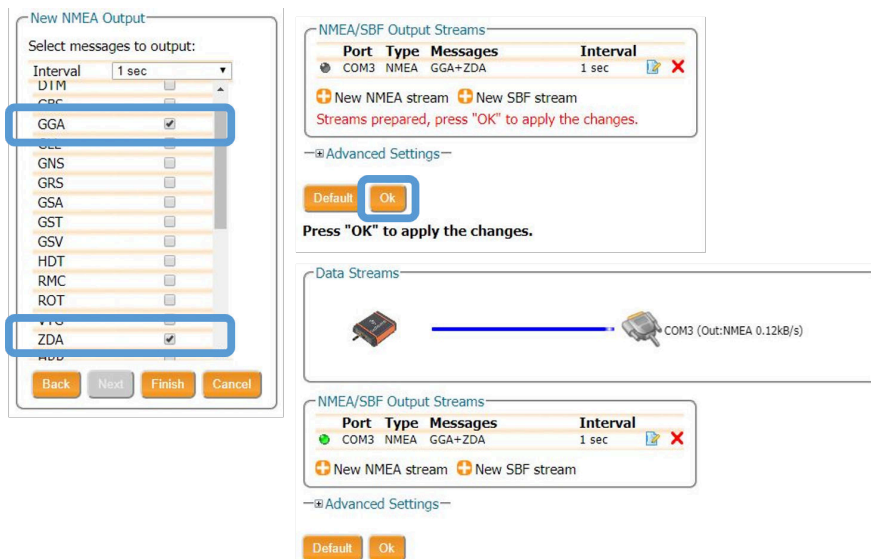 New NMEA Output
Select messages to output:
Interval 1 sec
DTM
GBS
GGA
GLL
GNS
GRS
GSA
GST
GSV
HDT
RMC
ROT
VTG
ZDA
Back Next Finish Cancel
NMEA/SBF Output Streams
Port Type Messages Interval
COM3 NMEA GGA+ZDA 1 sec
New NMEA stream New SBF stream
Streams prepared, press "OK" to apply the changes.
Advanced Settings
Default Ok
Press "OK" to apply the changes.
Data Streams
COM3 (Out:NMEA 0.12kB/s)
NMEA/SBF Output Streams
Port Type Messages Interval
COM3 NMEA GGA+ZDA 1 sec
New NMEA stream New SBF stream
Advanced Settings
Default Ok